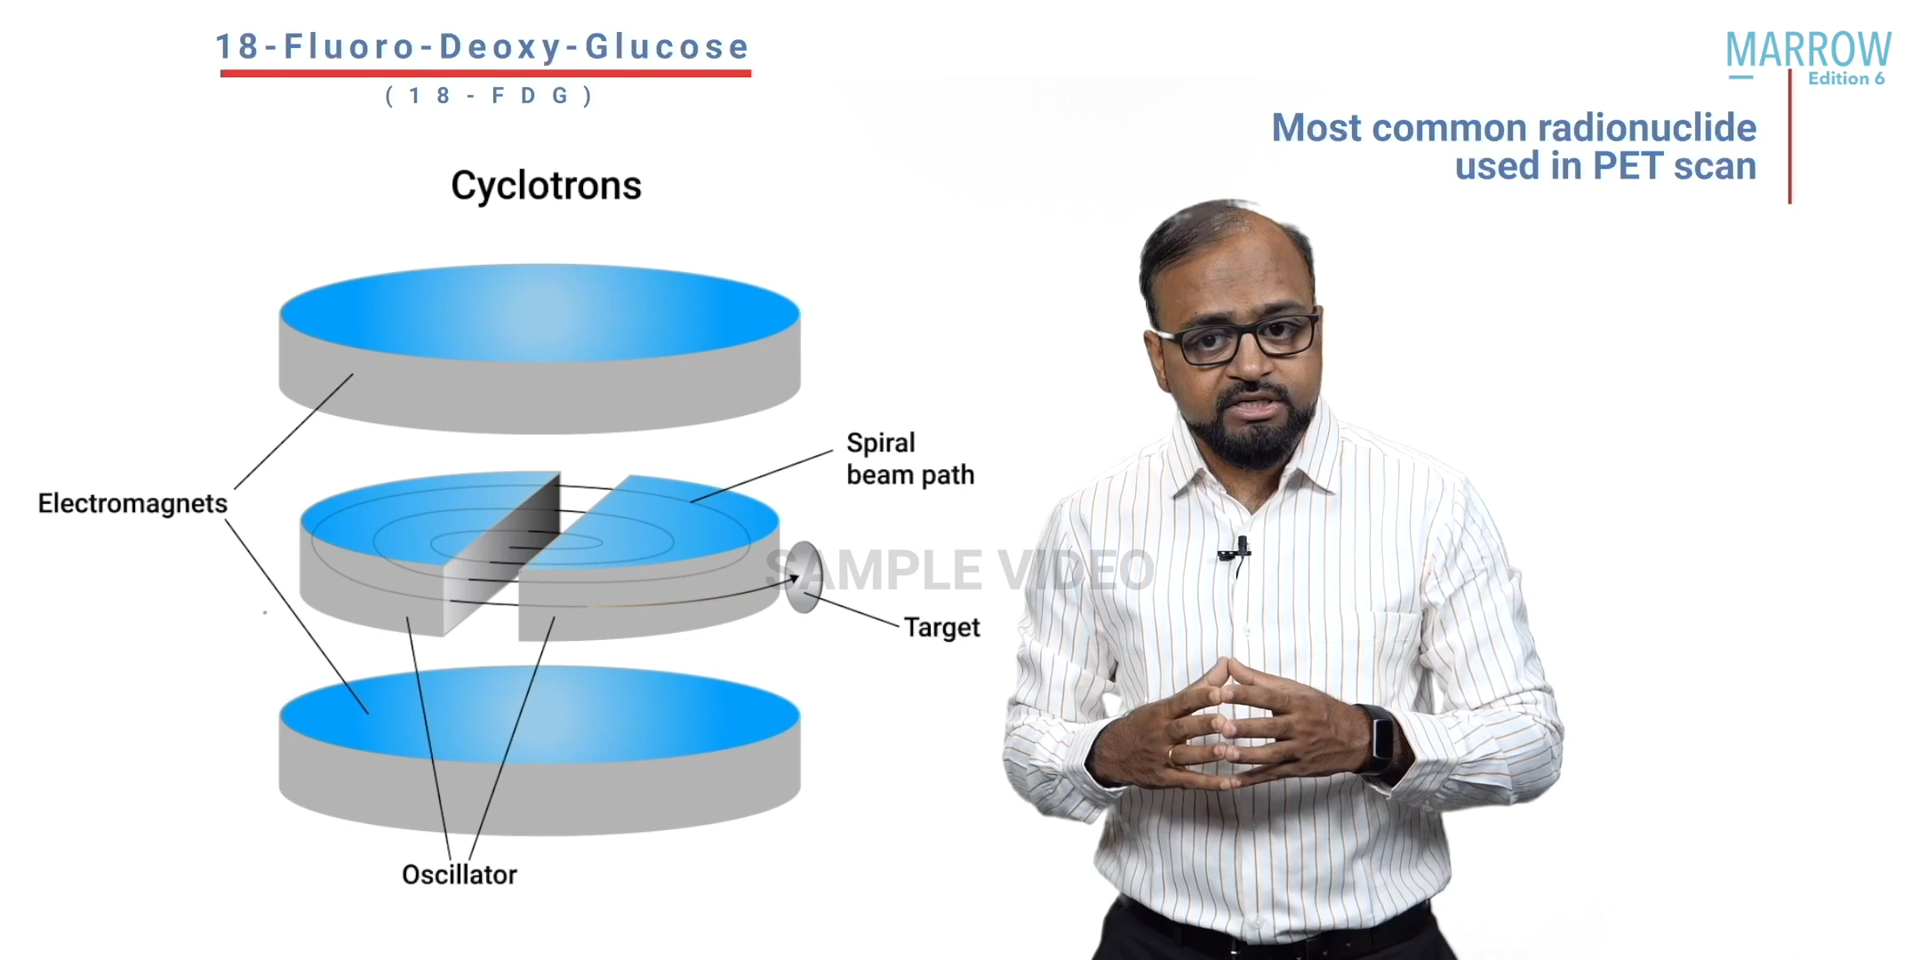 18-Fluoro-Deoxy-Glucose
(18-FDG)
MARROW
Edition 6
Most common radionuclide
used in PET scan
Cyclotrons
Spiral
beam path
Electromagnets
SAMPLE VIDEO
Target
Oscillator